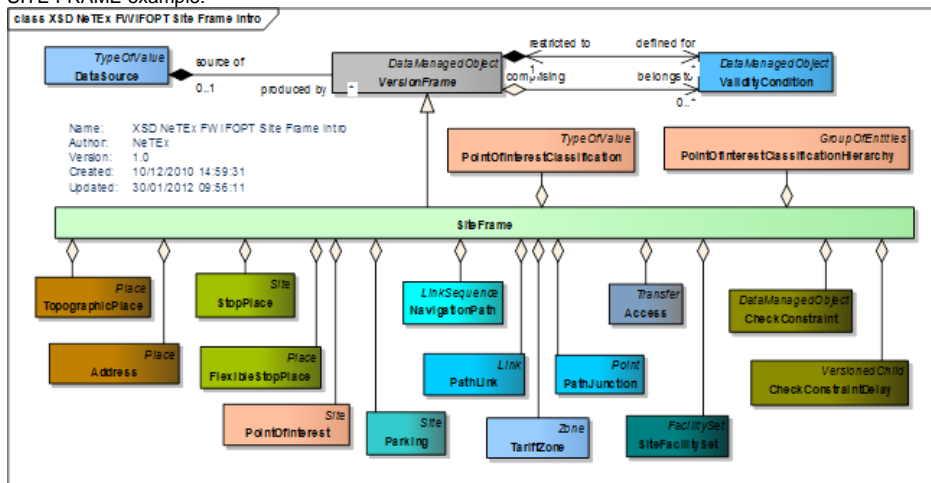 SITE FRAME example.
class XSD NeTEx FWIFOPT Site Frame Intro
TypeOfValue
DataSource
source of
0..1
produced by
*
DataManagedObject
VersionFrame
restricted to
1
defined for
*
comprising
belongs to
0..*
DataManagedObject
ValidityCondition
Name: XSD NeTEx FWIFOPT Site Frame Intro
Author: NeTEx
Version: 1.0
Created: 10/12/2010 14:59:31
Updated: 30/01/2012 09:56:11
TypeOfValue
PointOfInterestClassification
GroupOfEntities
PointOfInterestClassificationHierarchy
SiteFrame
Place
TopographicPlace
Site
StopPlace
LinkSequence
NavigationPath
Transfer
Access
DataManagedObject
CheckConstraint
Place
Address
Place
FlexibleStopPlace
Link
PathLink
Point
PathJunction
VersionedChild
CheckConstraintDelay
Site
PointOfInterest
Site
Parking
Zone
TariffZone
FacilitySet
SiteFacilitySet